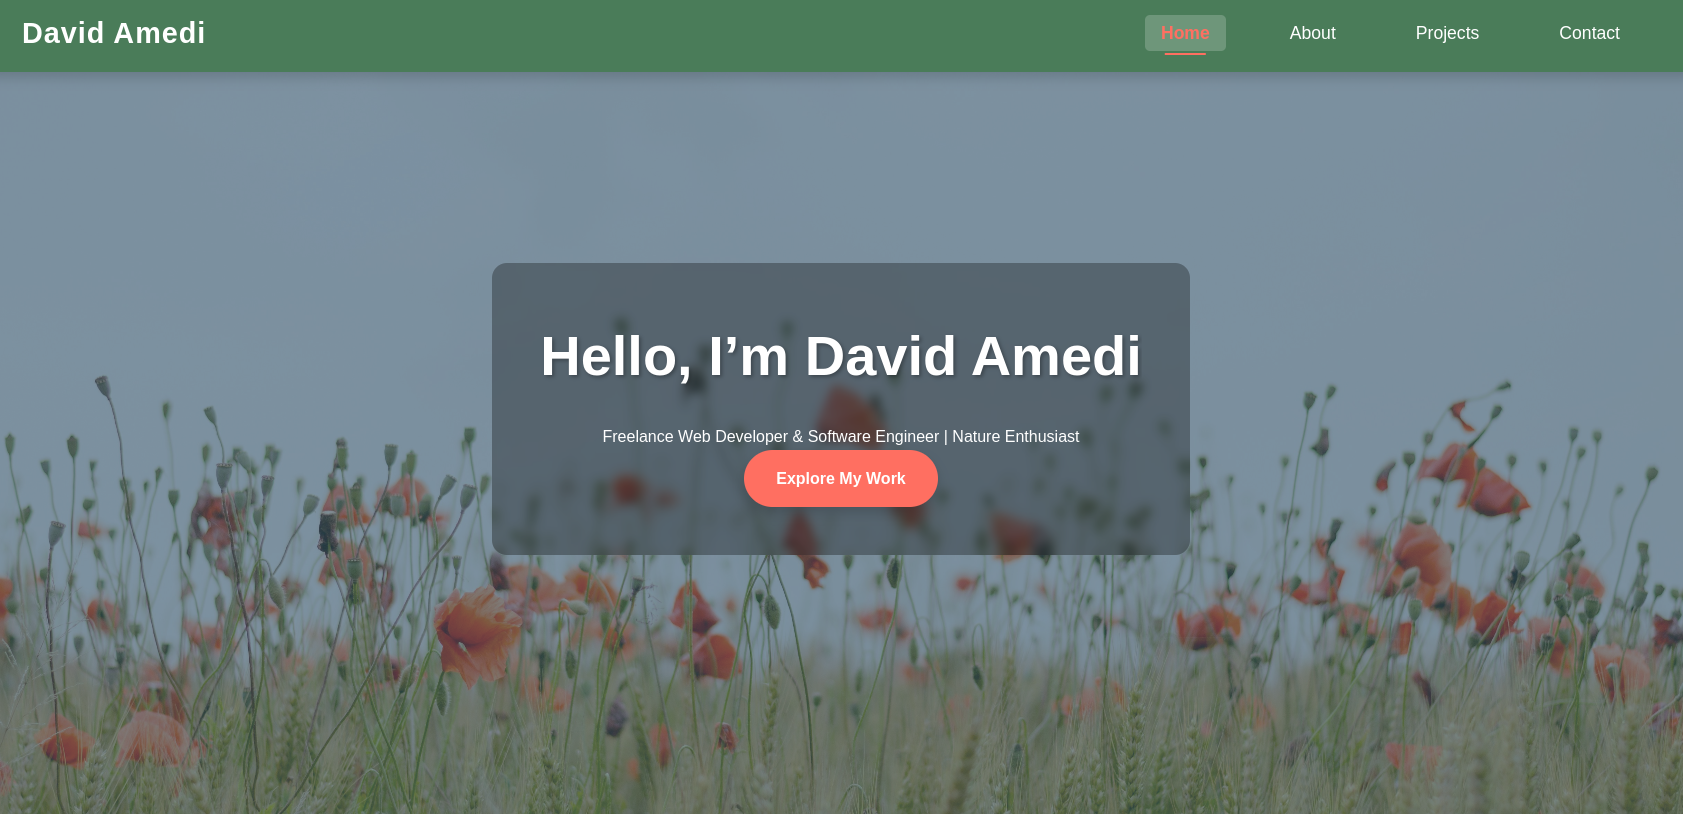 David Amedi
Home About Projects Contact
Hello, I’m David Amedi
Freelance Web Developer & Software Engineer | Nature Enthusiast
Explore My Work